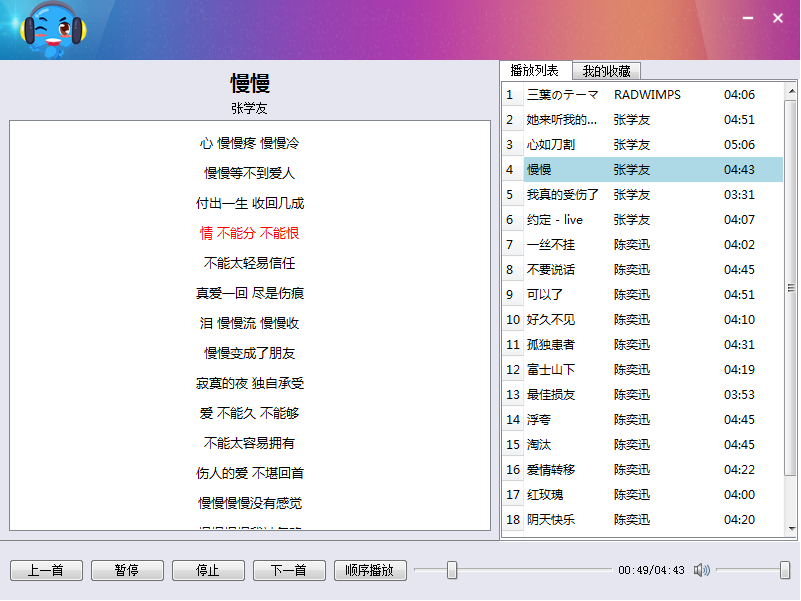 慢慢
张学友
心 慢慢疼 慢慢冷
慢慢等不到爱人
付出一生 收回几成
情 不能分 不能恨
不能太轻易信任
真爱一回 尽是伤痕
泪 慢慢流 慢慢收
慢慢变成了朋友
寂寞的夜 独自承受
爱 不能久 不能够
不能太容易拥有
伤人的爱 不堪回首
慢慢慢慢没有感觉
播放列表 我的收藏
1 三葉のテーマ RADWIMPS 04:06
2 她来听我的... 张学友 04:51
3 心如刀割 张学友 05:06
4 慢慢 张学友 04:43
5 我真的受伤了 张学友 03:31
6 约定 - live 张学友 04:07
7 一丝不挂 陈奕迅 04:02
8 不要说话 陈奕迅 04:45
9 可以了 陈奕迅 04:51
10 好久不见 陈奕迅 04:10
11 孤独患者 陈奕迅 04:31
12 富士山下 陈奕迅 04:19
13 最佳损友 陈奕迅 03:53
14 浮夸 陈奕迅 04:45
15 淘汰 陈奕迅 04:45
16 爱情转移 陈奕迅 04:22
17 红玫瑰 陈奕迅 04:00
18 阴天快乐 陈奕迅 04:20
上一首 暂停 停止 下一首 顺序播放 00:49/04:43